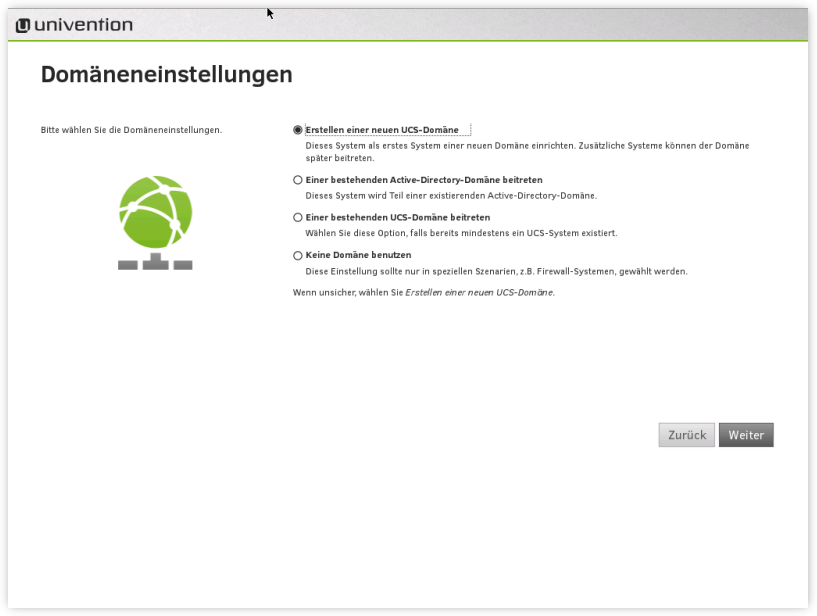 univention
Domäneneinstellungen
Bitte wählen Sie die Domäneneinstellungen.
Erstellen einer neuen UCS-Domäne
Dieses System als erstes System einer neuen Domäne einrichten. Zusätzliche Systeme können der Domäne
später beitreten.
Einer bestehenden Active-Directory-Domäne beitreten
Dieses System wird Teil einer existierenden Active-Directory-Domäne.
Einer bestehenden UCS-Domäne beitreten
Wählen Sie diese Option, falls bereits mindestens ein UCS-System existiert.
Keine Domäne benutzen
Diese Einstellung sollte nur in speziellen Szenarien, z.B. Firewall-Systemen, gewählt werden.
Wenn unsicher, wählen Sie Erstellen einer neuen UCS-Domäne.
Zurück
Weiter